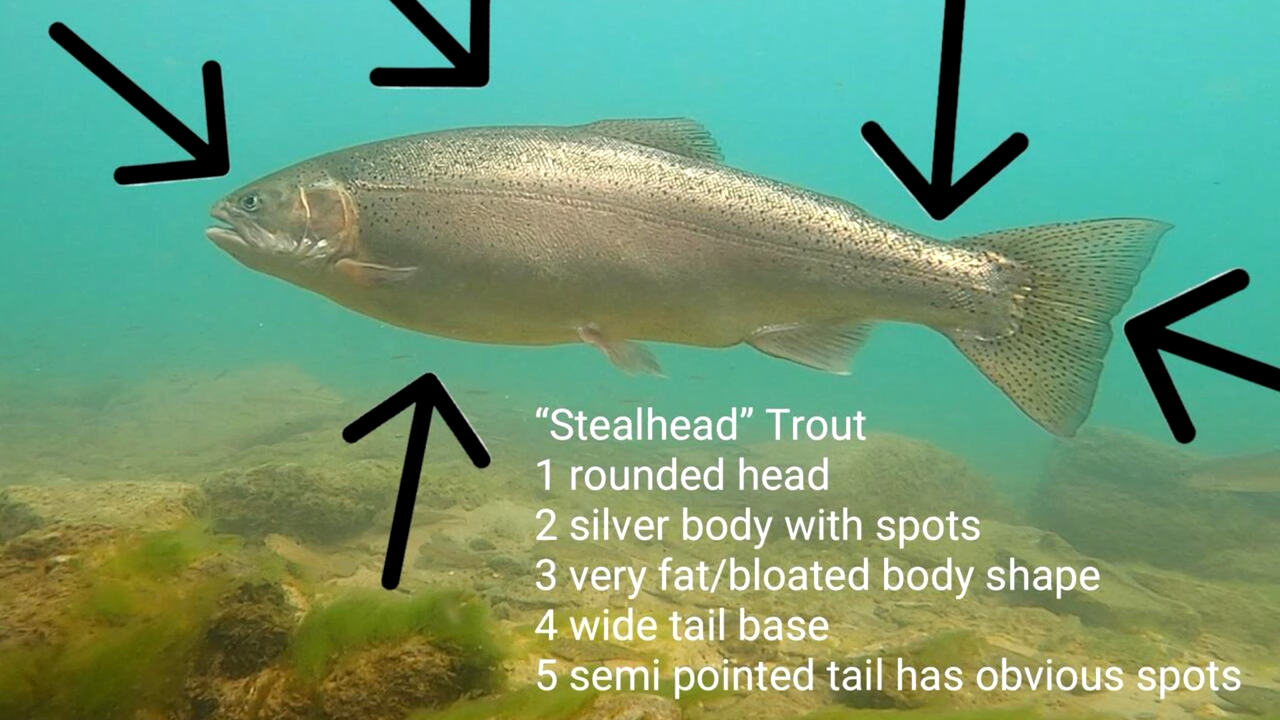 “Stealhead” Trout
1 rounded head
2 silver body with spots
3 very fat/bloated body shape
4 wide tail base
5 semi pointed tail has obvious spots